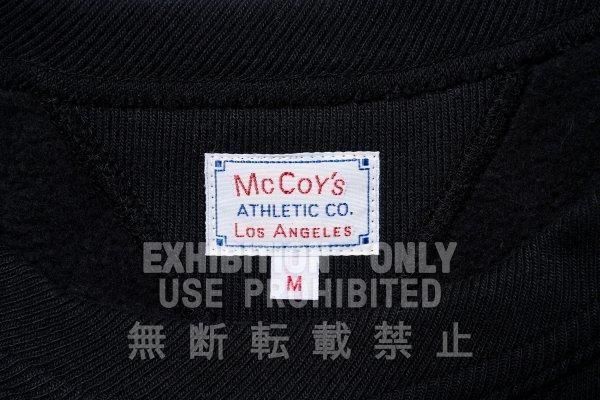 McCoy's
ATHLETIC CO.
LOS ANGELES
M
EXHIBITION ONLY
USE PROHIBITED
無断転載禁止